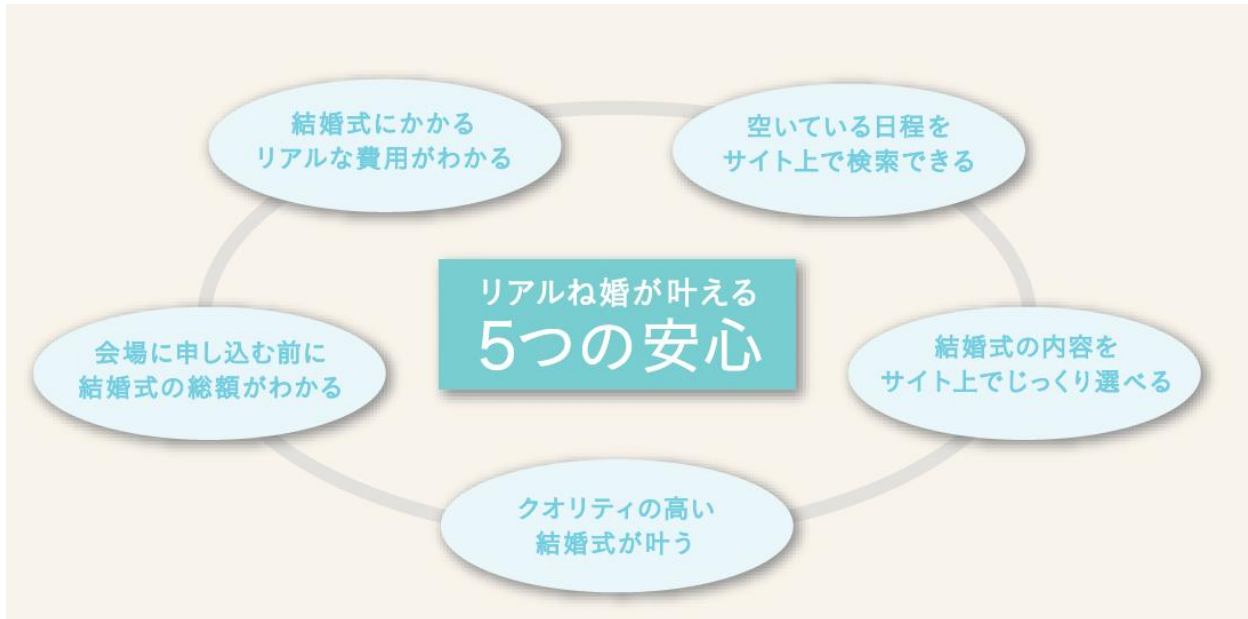 結婚式にかかる
リアルな費用がわかる
空いている日程を
サイト上で検索できる
リアルね婚が叶える
5つの安心
会場に申し込む前に
結婚式の総額がわかる
結婚式の内容を
サイト上でじっくり選べる
クオリティの高い
結婚式が叶う